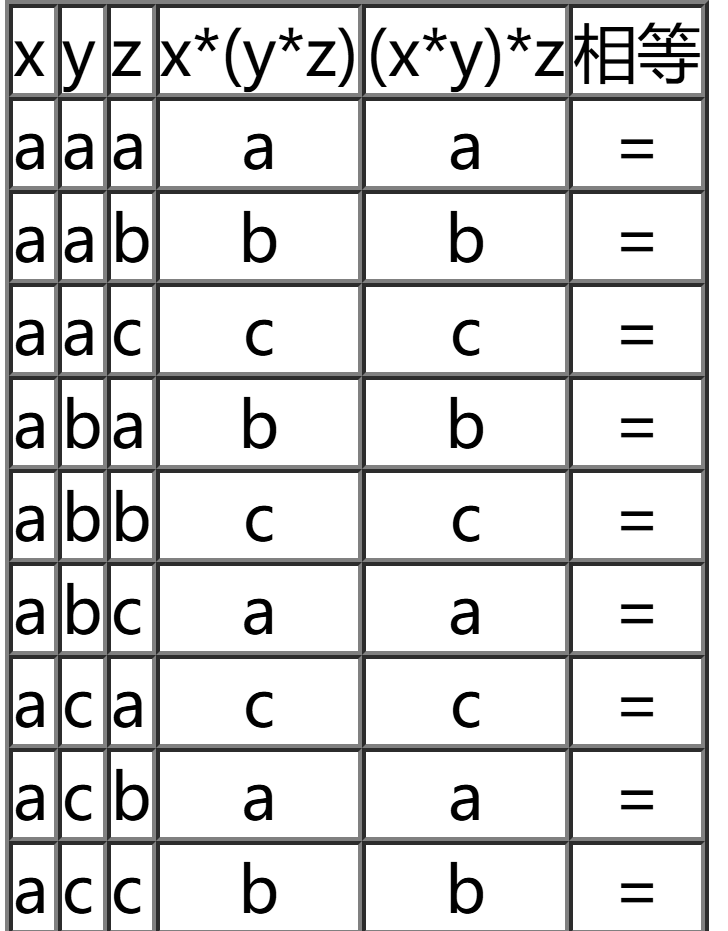 x y z x*(y*z) (x*y)*z 相等
a a a a a =
a a b b b =
a a c c c =
a b a b b =
a b b c c =
a b c a a =
a c a c c =
a c b a a =
a c c b b =